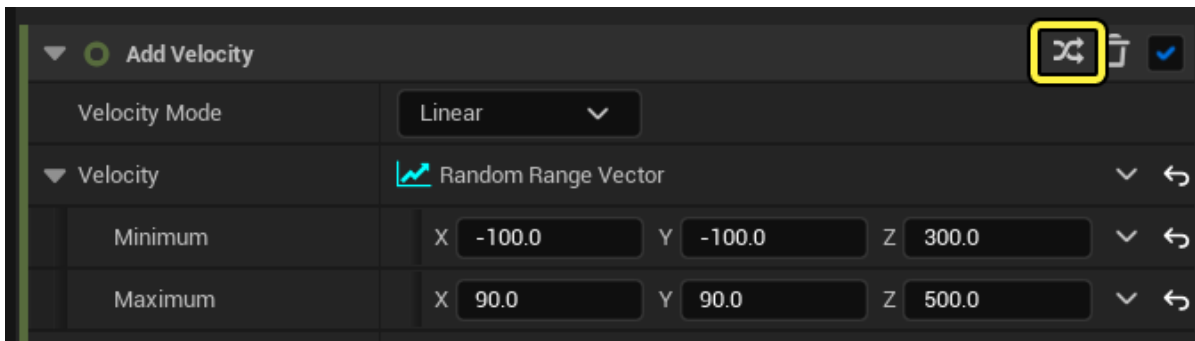 Add Velocity
Velocity Mode Linear
Velocity Random Range Vector
Minimum X -100.0 Y -100.0 Z 300.0
Maximum X 90.0 Y 90.0 Z 500.0